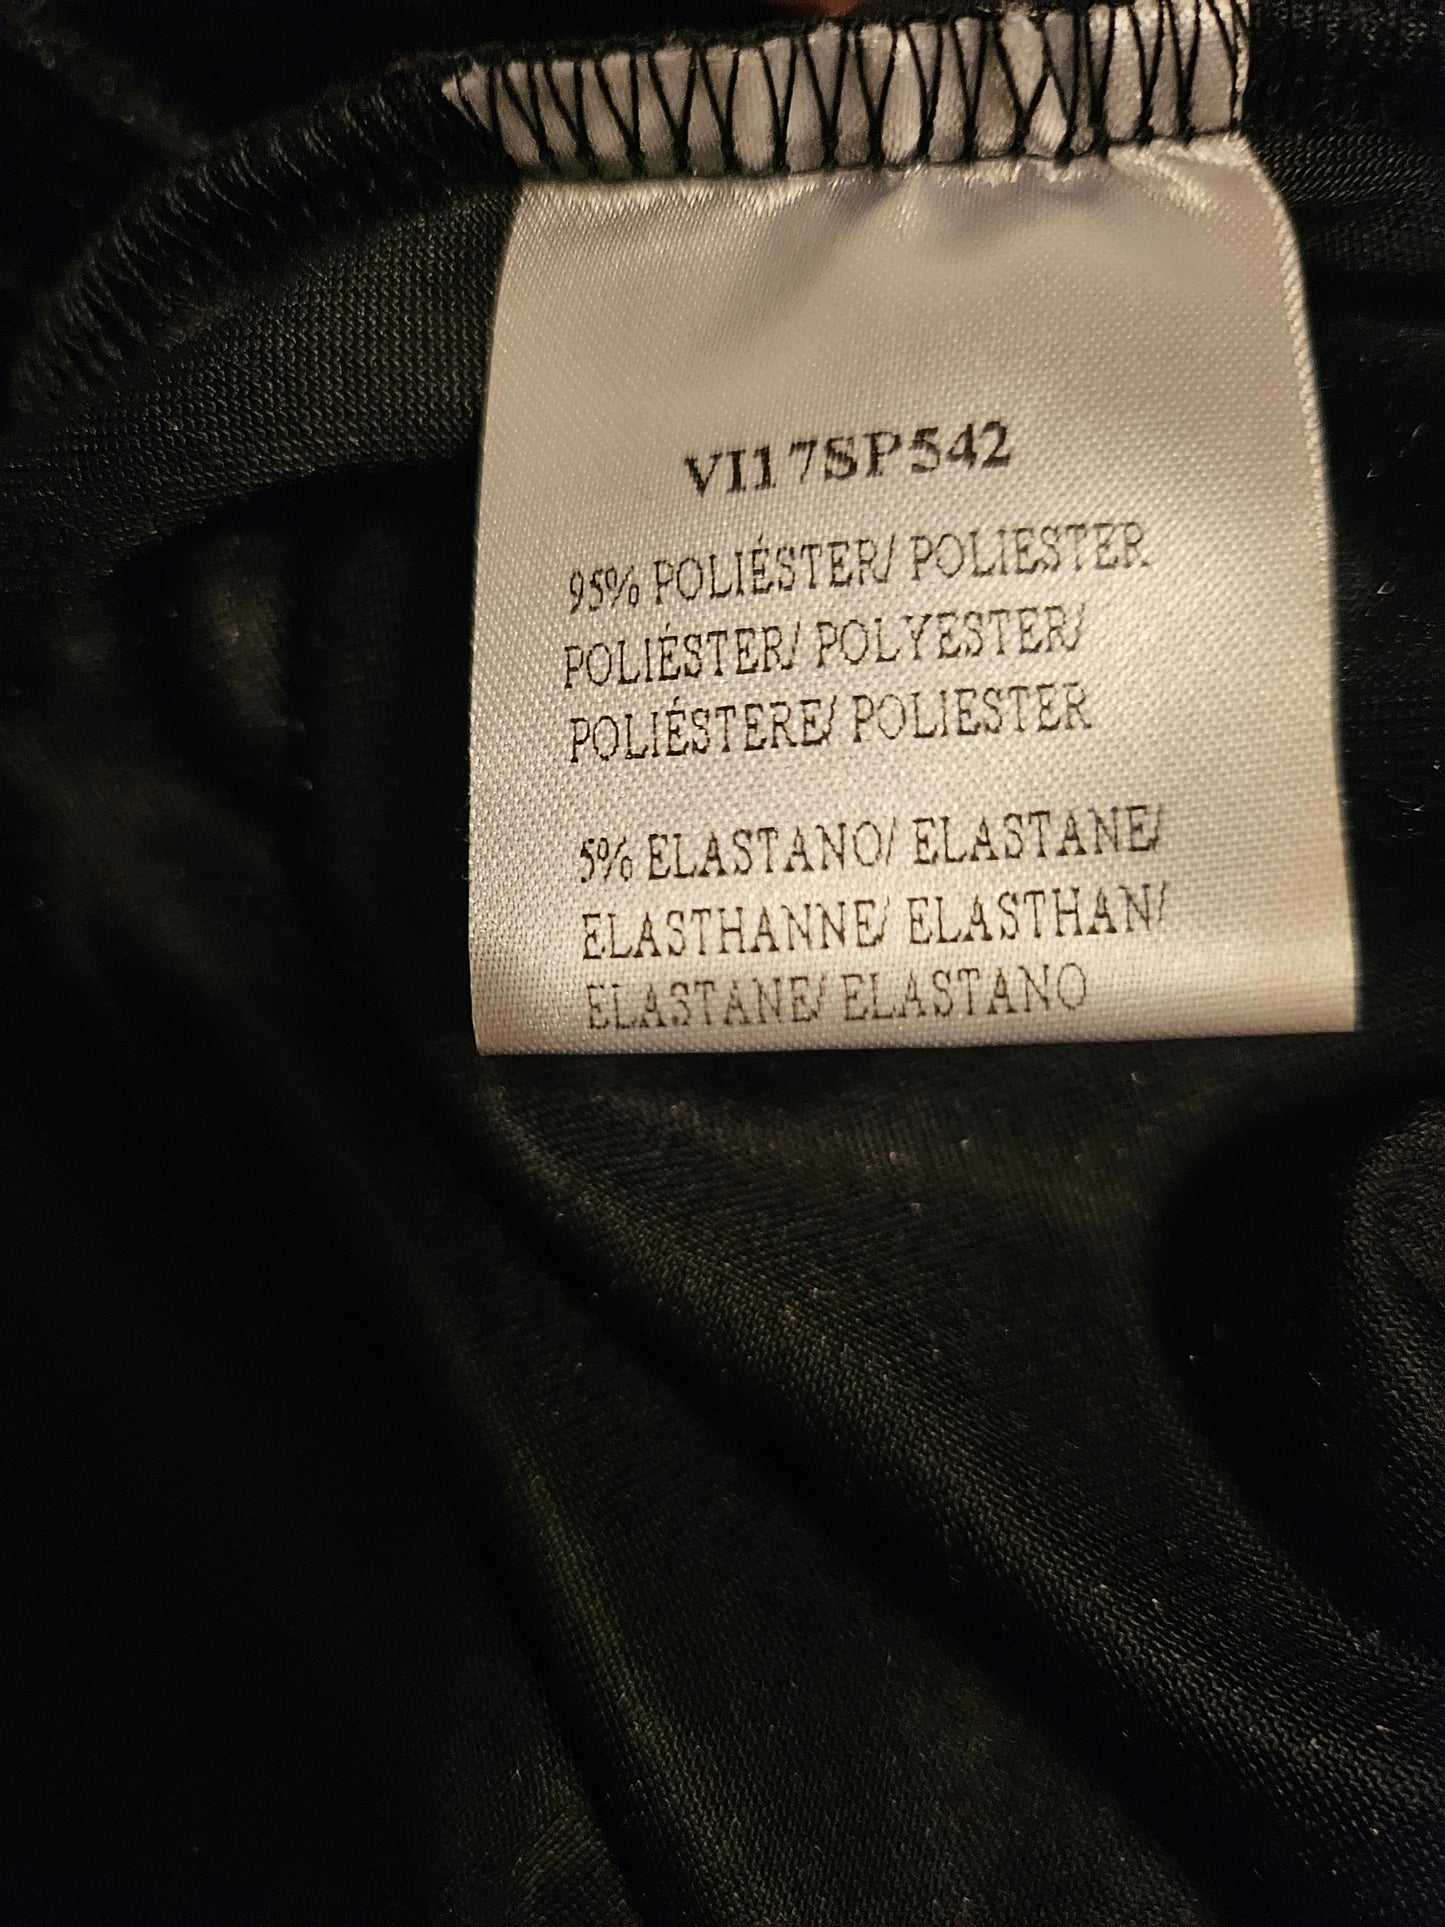 VI17SP542
95% POLIÉSTER/ POLIESTER
POLIÉSTER/ POLYESTER/
POLIÉSTERE/ POLIESTER
5% ELASTANO/ ELASTANE/
ELASTHANNE/ ELASTHAN/
ELASTANE/ ELASTANO